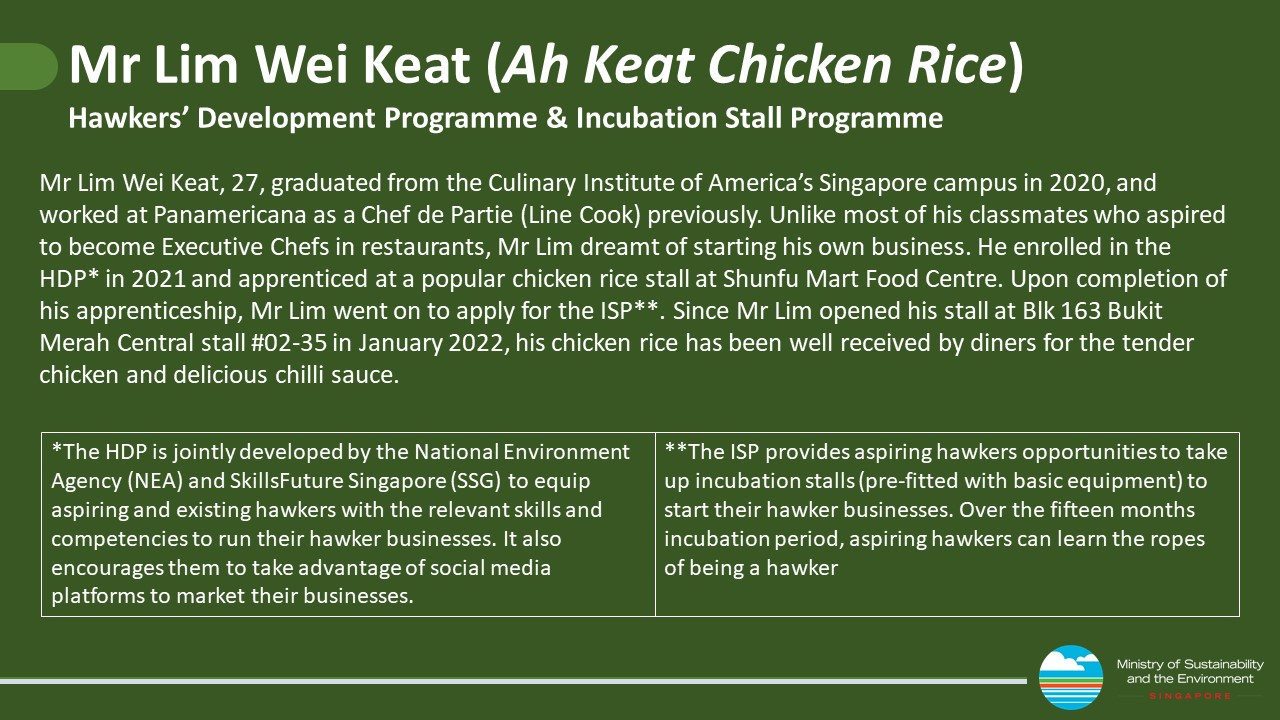 Mr Lim Wei Keat (Ah Keat Chicken Rice)
Hawkers’ Development Programme & Incubation Stall Programme
Mr Lim Wei Keat, 27, graduated from the Culinary Institute of America’s Singapore campus in 2020, and
worked at Panamericana as a Chef de Partie (Line Cook) previously. Unlike most of his classmates who aspired
to become Executive Chefs in restaurants, Mr Lim dreamt of starting his own business. He enrolled in the
HDP* in 2021 and apprenticed at a popular chicken rice stall at Shunfu Mart Food Centre. Upon completion of
his apprenticeship, Mr Lim went on to apply for the ISP**. Since Mr Lim opened his stall at Blk 163 Bukit
Merah Central stall #02-35 in January 2022, his chicken rice has been well received by diners for the tender
chicken and delicious chilli sauce.
*The HDP is jointly developed by the National Environment
Agency (NEA) and SkillsFuture Singapore (SSG) to equip
aspiring and existing hawkers with the relevant skills and
competencies to run their hawker businesses. It also
encourages them to take advantage of social media
platforms to market their businesses.
**The ISP provides aspiring hawkers opportunities to take
up incubation stalls (pre-fitted with basic equipment) to
start their hawker businesses. Over the fifteen months
incubation period, aspiring hawkers can learn the ropes
of being a hawker
Ministry of Sustainability
and the Environment
SINGAPORE